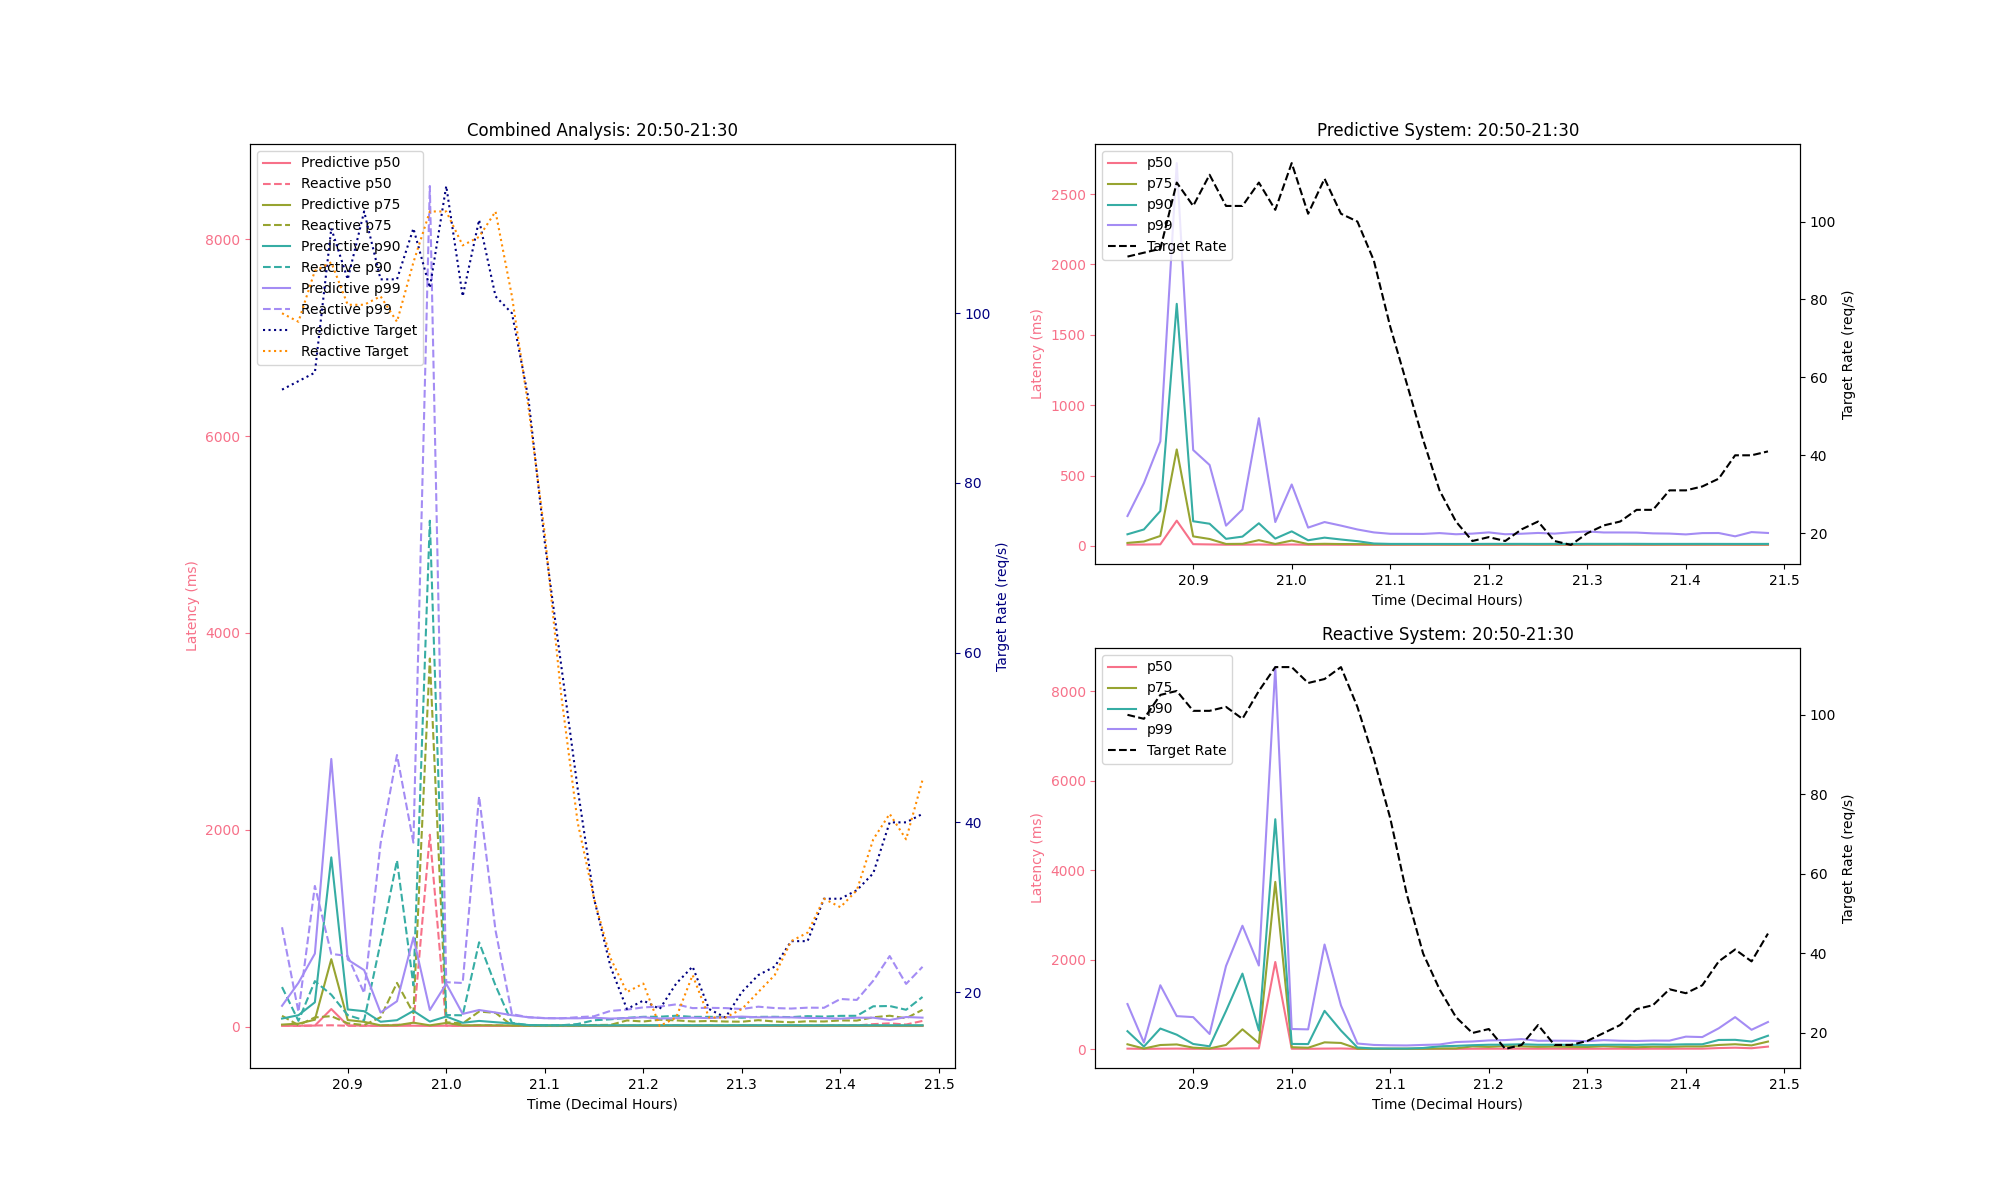 Combined Analysis: 20:50-21:30
Predictive p50
Reactive p50
Predictive p75
Reactive p75
Predictive p90
Reactive p90
Predictive p99
Reactive p99
Predictive Target
Reactive Target
8000
6000
4000
2000
0
Latency (ms)
100
80
60
40
20
Target Rate (req/s)
20.9 21.0 21.1 21.2 21.3 21.4 21.5
Time (Decimal Hours)
Predictive System: 20:50-21:30
p50
p75
p90
p99
Target Rate
2500
2000
1500
1000
500
0
Latency (ms)
100
80
60
40
20
Target Rate (req/s)
20.9 21.0 21.1 21.2 21.3 21.4 21.5
Time (Decimal Hours)
Reactive System: 20:50-21:30
p50
p75
p90
p99
Target Rate
8000
6000
4000
2000
0
Latency (ms)
100
80
60
40
20
Target Rate (req/s)
20.9 21.0 21.1 21.2 21.3 21.4 21.5
Time (Decimal Hours)